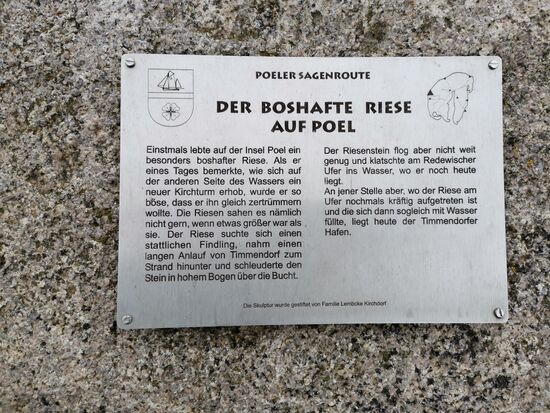 POELER SAGENROUTE
DER BOSHAFTE RIESE
AUF POEL
Einstmals lebte auf der Insel Poel ein
besonders boshafter Riese. Als er
eines Tages bemerkte, wie sich auf
der anderen Seite des Wassers ein
neuer Kirchturm erhob, wurde er so
böse, dass er ihn gleich zertrümmern
wollte. Die Riesen sahen es nämlich
nicht gern, wenn etwas größer war als
sie. Der Riese suchte sich einen
stattlichen Findling, nahm einen
langen Anlauf von Timmendorf zum
Strand hinunter und schleuderte den
Stein in hohem Bogen über die Bucht.
Der Riesenstein flog aber nicht weit
genug und klatschte am Redewischer
Ufer ins Wasser, wo er noch heute
liegt.
An jener Stelle aber, wo der Riese am
Ufer nochmals kräftig aufgetreten ist
und die sich dann sogleich mit Wasser
füllte, liegt heute der Timmendorfer
Hafen.
Die Skulptur wurde gestiftet von Familie Lembcke Kirchdorf